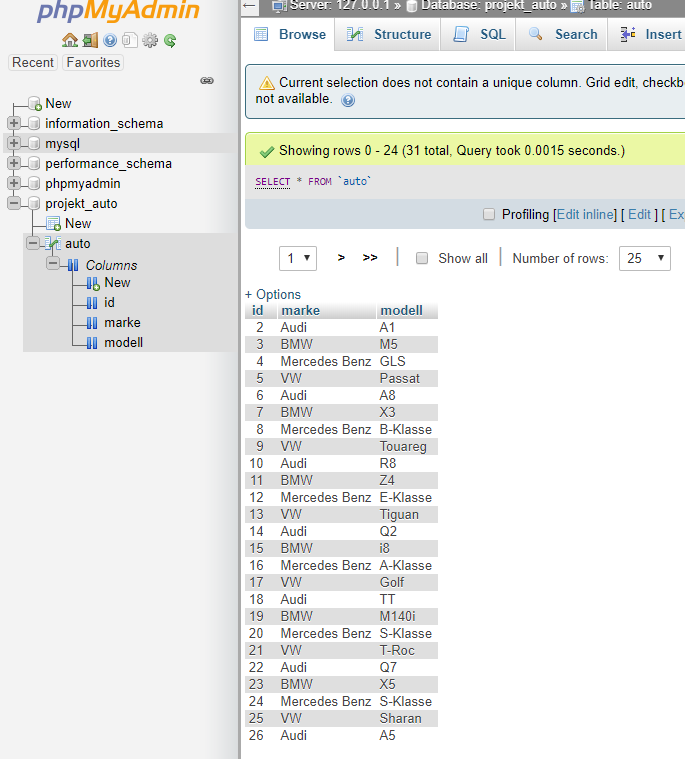 phpMyAdmin
Recent Favorites
New
information_schema
mysql
performance_schema
phpmyadmin
projekt_auto
New
auto
Columns
New
id
marke
modell
Server: 127.0.0.1 » Database: projekt_auto » Table: auto
Browse Structure SQL Search Insert
Current selection does not contain a unique column. Grid edit, checkb
not available.
Showing rows 0 - 24 (31 total, Query took 0.0015 seconds.)
SELECT * FROM `auto`
Profiling [Edit inline] [ Edit ] [ Ex
1 > >> | Show all | Number of rows: 25
+ Options
id marke modell
2 Audi A1
3 BMW M5
4 Mercedes Benz GLS
5 VW Passat
6 Audi A8
7 BMW X3
8 Mercedes Benz B-Klasse
9 VW Touareg
10 Audi R8
11 BMW Z4
12 Mercedes Benz E-Klasse
13 VW Tiguan
14 Audi Q2
15 BMW i8
16 Mercedes Benz A-Klasse
17 VW Golf
18 Audi TT
19 BMW M140i
20 Mercedes Benz S-Klasse
21 VW T-Roc
22 Audi Q7
23 BMW X5
24 Mercedes Benz S-Klasse
25 VW Sharan
26 Audi A5